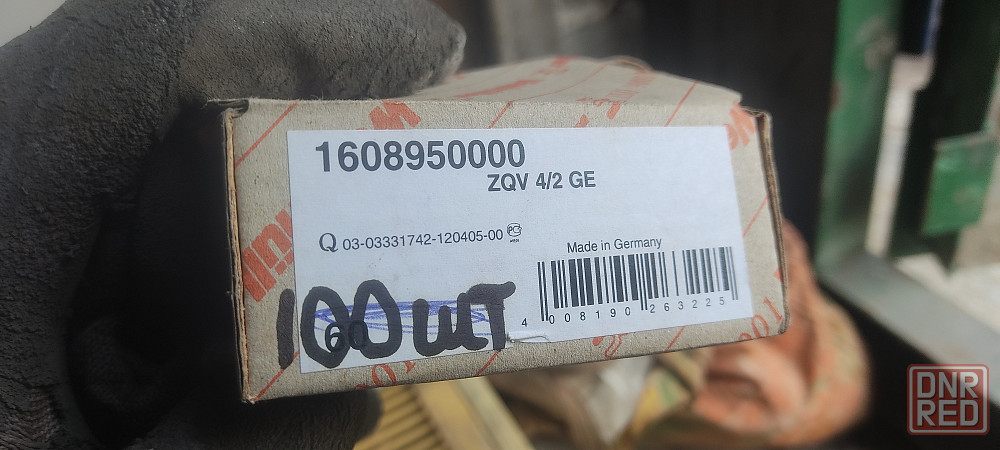 1608950000
ZQV 4/2 GE
Q 03-03331742-120405-00
Made in Germany
4 008190 263225
60
100 шт
DNR
RED